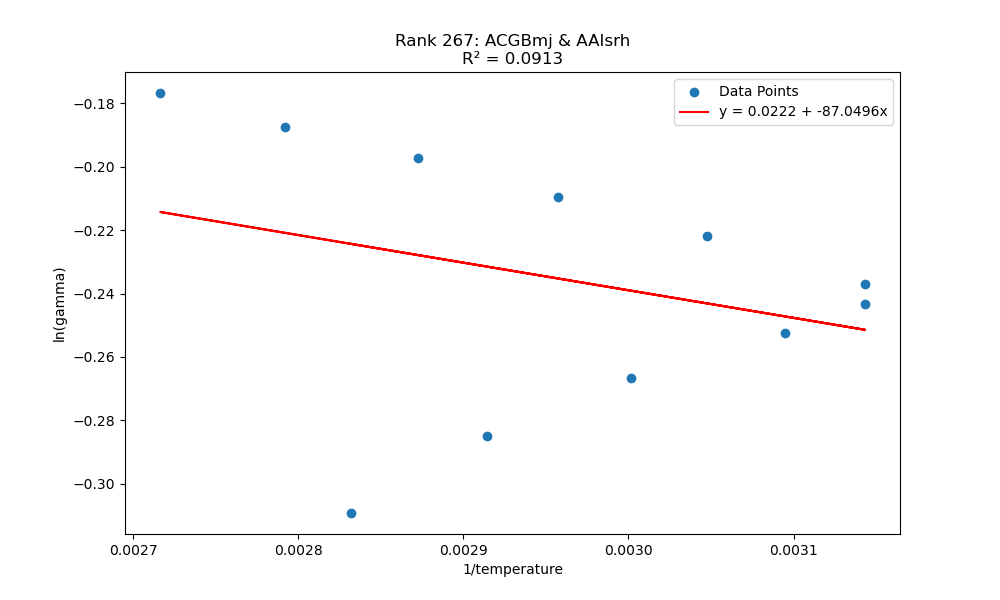 Rank 267: ACGBmj & AAlsrh
R² = 0.0913
Data Points
y = 0.0222 + -87.0496x
ln(gamma)
−0.18
−0.20
−0.22
−0.24
−0.26
−0.28
−0.30
0.0027
0.0028
0.0029
0.0030
0.0031
1/temperature